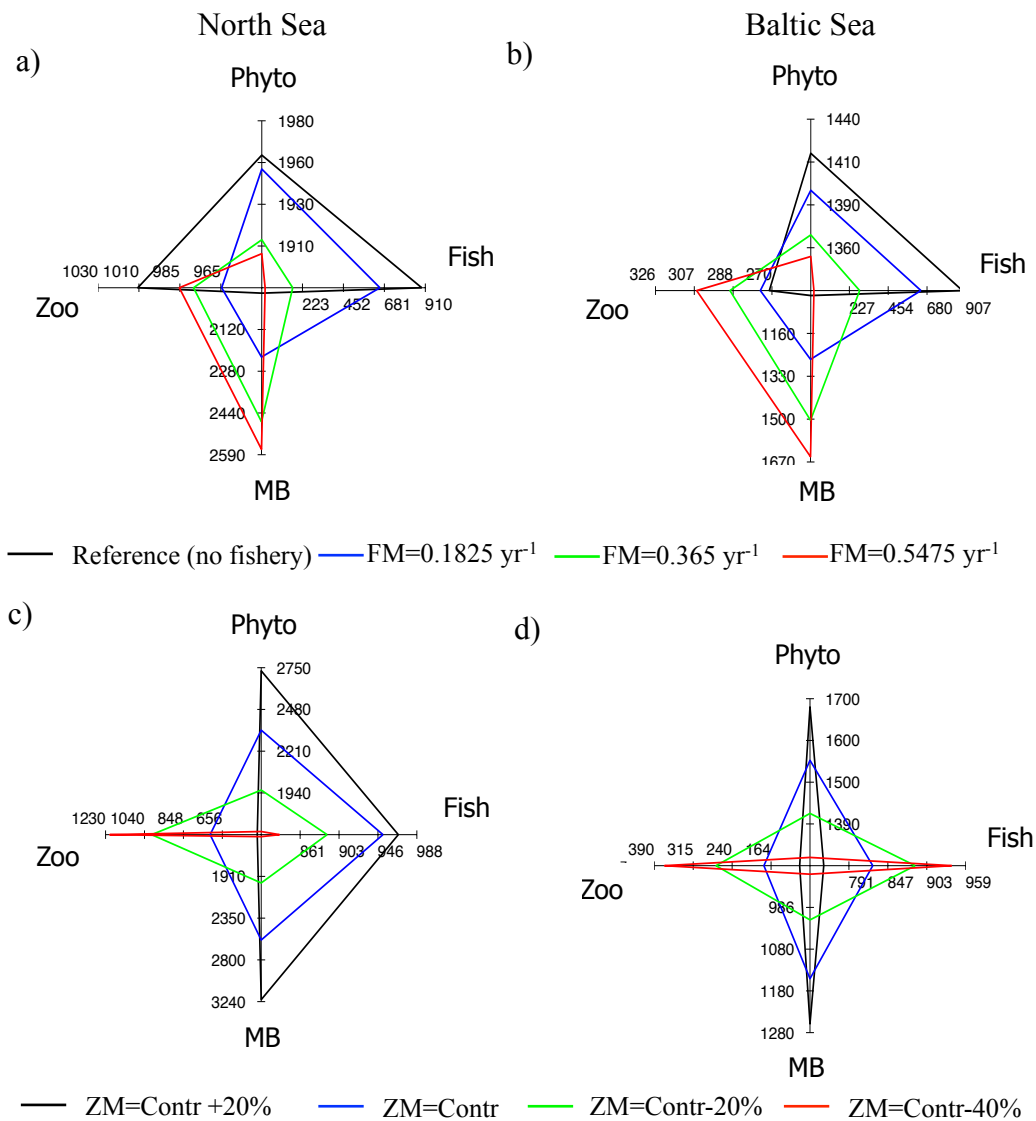 North Sea
Baltic Sea
a)
b)
Phyto
1980
1960
1930
1910
Fish
1030 1010 985 965
223 452 681 910
Zoo
2120
2280
2440
2590
MB
Phyto
1440
1410
1390
1360
Fish
326 307 288 270
227 454 680 907
Zoo
1160
1330
1500
1670
MB
Reference (no fishery) FM=0.1825 yr-1 FM=0.365 yr-1 FM=0.5475 yr-1
c)
d)
Phyto
2750
2480
2210
1940
Fish
1230 1040 848 656
861 903 946 988
Zoo
1910
2350
2800
3240
MB
Phyto
1700
1600
1500
1390
Fish
390 315 240 164
791 847 903 959
Zoo
986
1080
1180
1280
MB
ZM=Contr +20% ZM=Contr ZM=Contr-20% ZM=Contr-40%